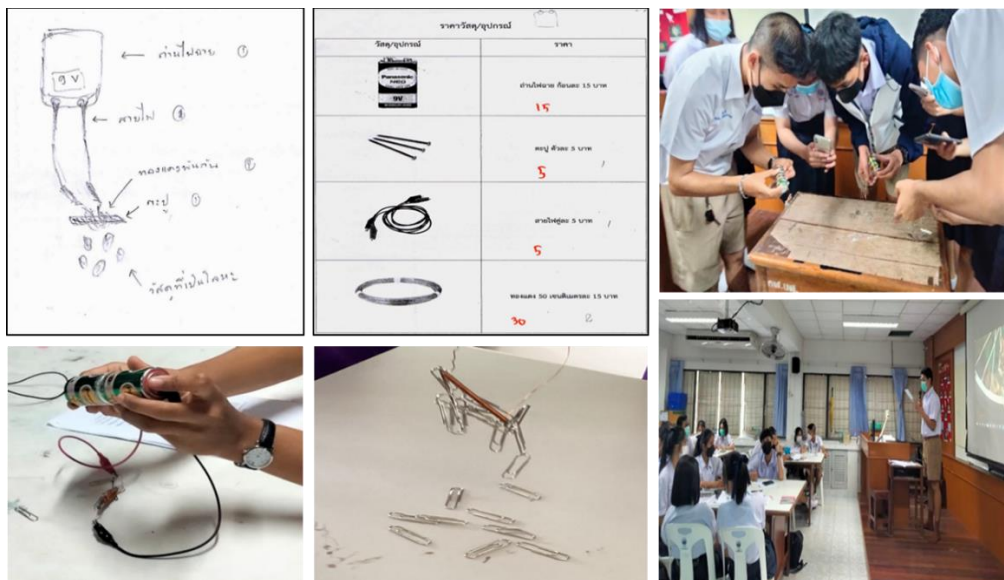 ถ่านไฟฉาย ①
9 V
สายไฟ
ทองแดงพันกัน
ตะปู ①
วัสดุที่เป็นโลหะ
ราคาวัสดุ/อุปกรณ์
วัสดุ/อุปกรณ์ ราคา
Panasonic
9V
ถ่านไฟฉาย ก้อนละ 15 บาท
15
ตะปู ตัวละ 5 บาท
5
สายไฟคู่ละ 5 บาท
5
ทองแดง 50 เซนติเมตรละ 15 บาท
30 2